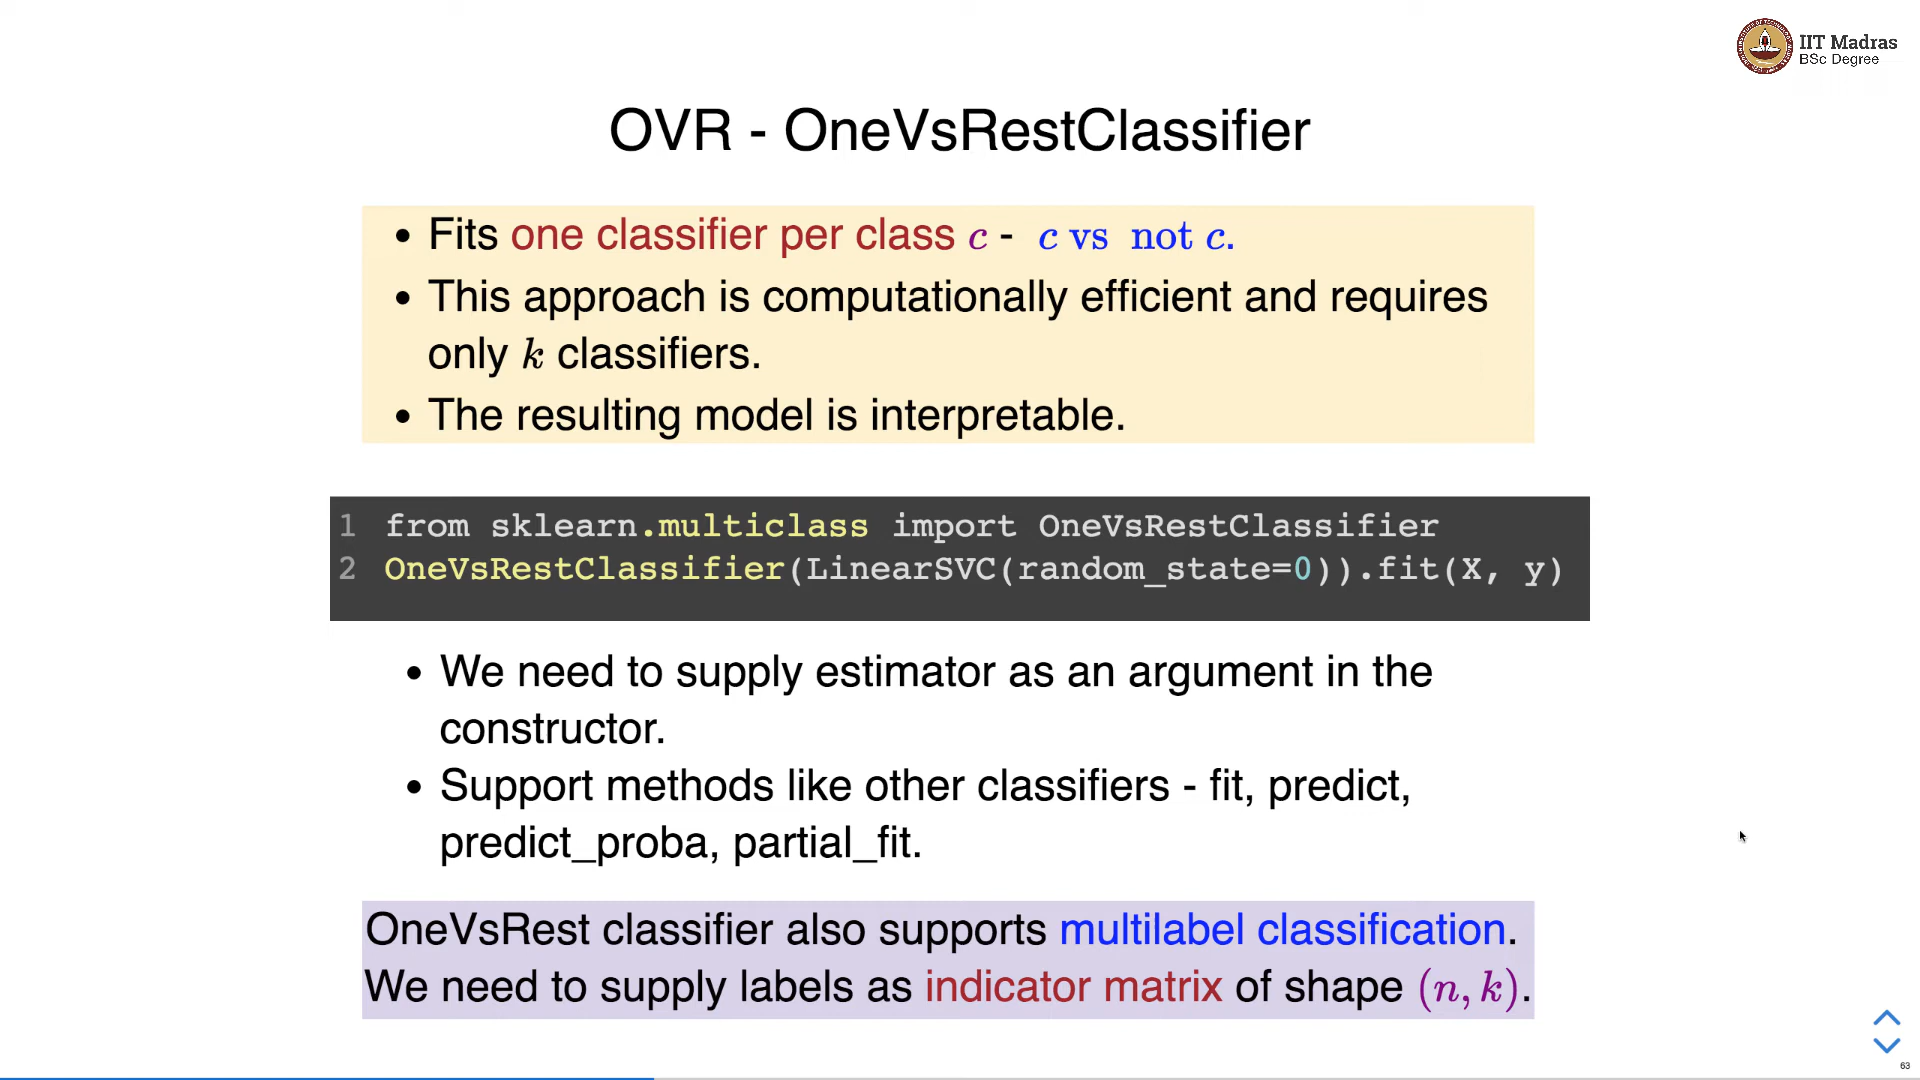 IIT Madras
BSc Degree
OVR - OneVsRestClassifier
• Fits one classifier per class c - c vs not c.
• This approach is computationally efficient and requires
only k classifiers.
• The resulting model is interpretable.
1 from sklearn.multiclass import OneVsRestClassifier
2 OneVsRestClassifier(LinearSVC(random_state=0)).fit(X, y)
• We need to supply estimator as an argument in the
constructor.
• Support methods like other classifiers - fit, predict,
predict_proba, partial_fit.
OneVsRest classifier also supports multilabel classification.
We need to supply labels as indicator matrix of shape (n, k).
63